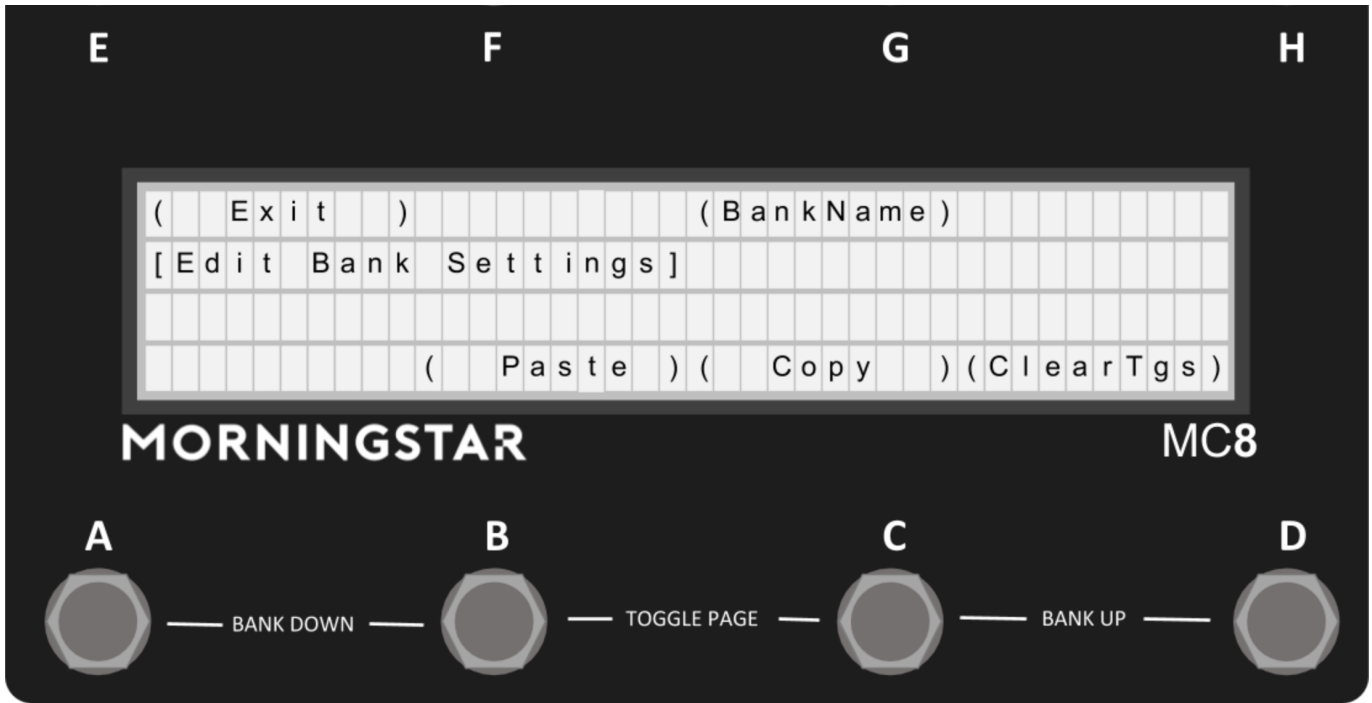 E F G H
( Exit ) (BankName)
[Edit Bank Settings]
( Paste )( Copy )(ClearTgs)
MORNINGSTAR MC8
A B C D
BANK DOWN TOGGLE PAGE BANK UP